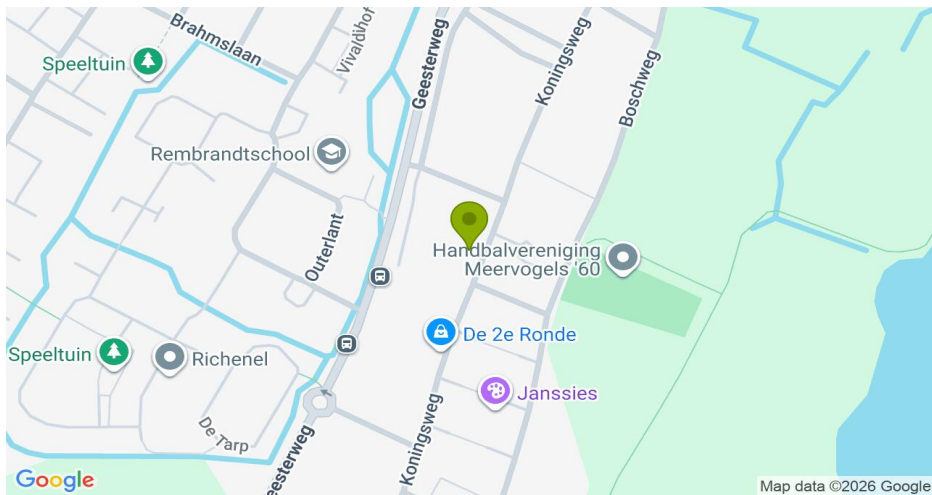 Brahmslaan
Vivaldihof
Speeltuin
Geesterweg
Koningsweg
Boschweg
Rembrandtschool
Outerlant
Handbalvereniging
Meervogels '60
De 2e Ronde
Speeltuin
Richenel
Janssies
De Tarp
Geesterweg
Koningsweg
Google
Map data ©2026 Google